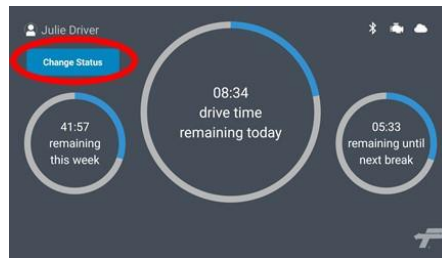 Julie Driver
Change Status
08:34
drive time
remaining today
41:57
remaining
this week
05:33
remaining until
next break